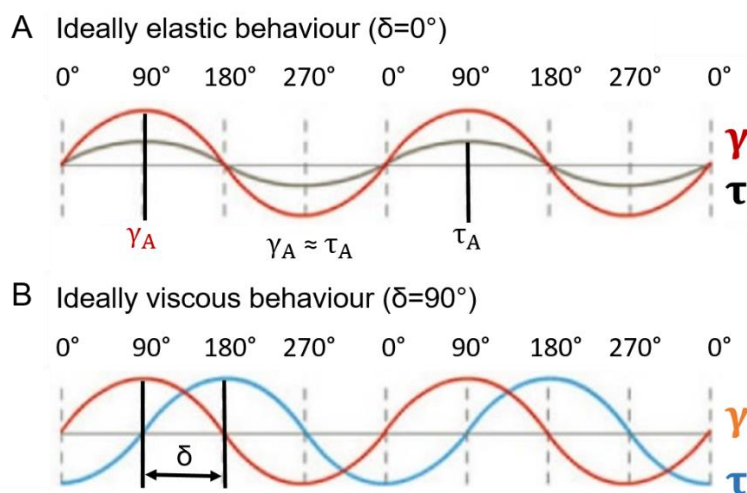 A Ideally elastic behaviour (δ=0°)
0° 90° 180° 270° 0° 90° 180° 270° 0°
γ
τ
γA γA ≈ τA τA
B Ideally viscous behaviour (δ=90°)
0° 90° 180° 270° 0° 90° 180° 270° 0°
γ
δ
τ